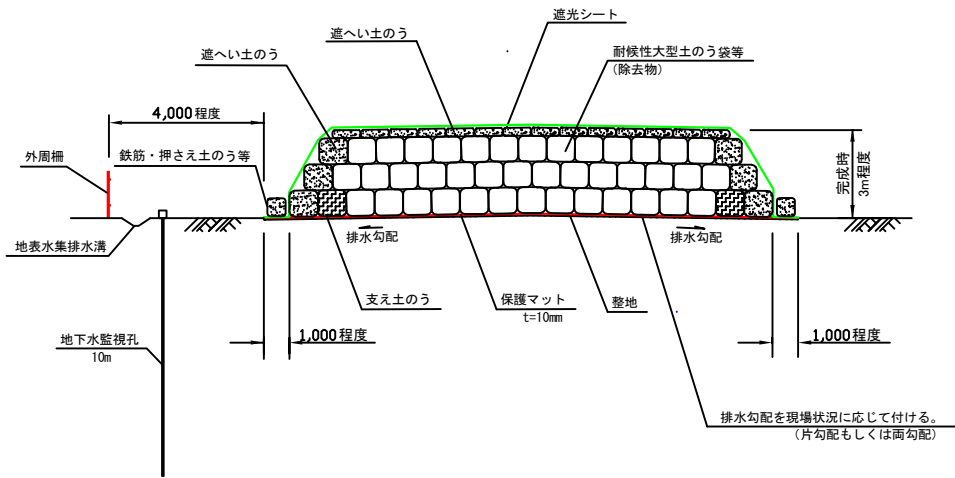 遮光シート
遮へい土のう
遮へい土のう
耐候性大型土のう袋等
(除去物)
4,000程度
外周柵
鉄筋・押さえ土のう等
完成時
3m程度
地表水集排水溝
排水勾配
排水勾配
支え土のう
保護マット
t=10mm
整地
地下水監視孔
10m
1,000程度
1,000程度
排水勾配を現場状況に応じて付ける。
(片勾配もしくは両勾配)